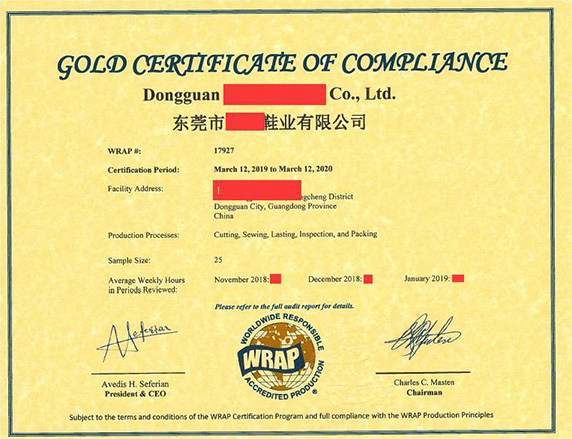 GOLD CERTIFICATE OF COMPLIANCE
Dongguan Co., Ltd.
东莞市 鞋业有限公司
WRAP #: 17927
Certification Period: March 12, 2019 to March 12, 2020
Facility Address:
ngcheng District
Dongguan City, Guangdong Province
China
Production Processes: Cutting, Sewing, Lasting, Inspection, and Packing
Sample Size: 25
Average Weekly Hours November 2018: December 2018: January 2019:
in Periods Reviewed:
Please refer to the full audit report for details.
WORLDWIDE RESPONSIBLE
WRAP
ACCREDITED PRODUCTION
®
Avedis H. Seferian Charles C. Masten
President & CEO Chairman
Subject to the terms and conditions of the WRAP Certification Program and full compliance with the WRAP Production Principles